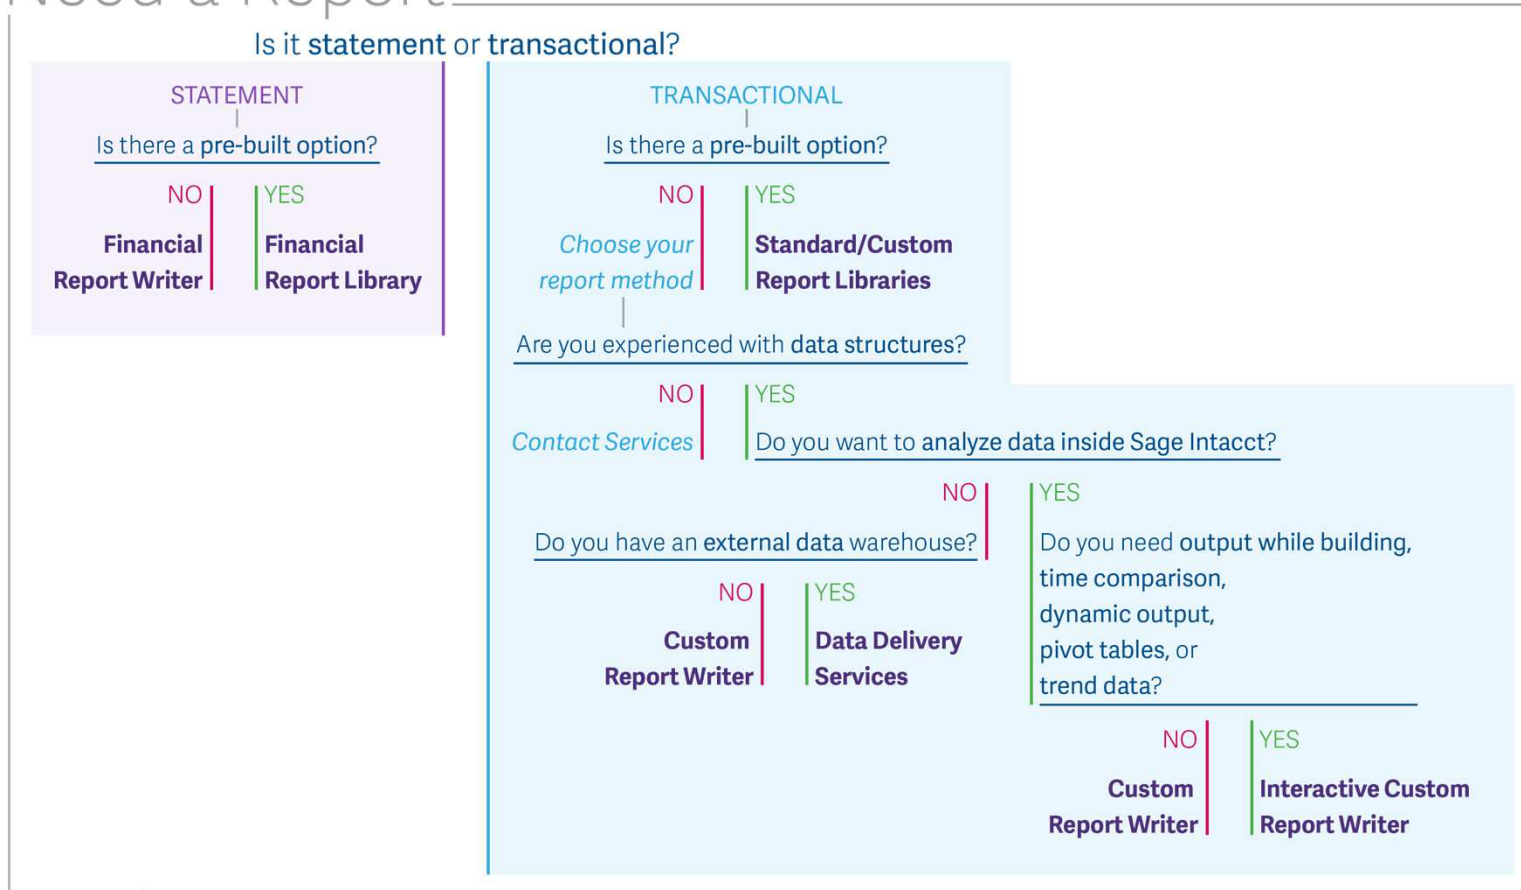 Need a Report
Is it statement or transactional?
STATEMENT
Is there a pre-built option?
NO
YES
Financial
Report Writer
Financial
Report Library
TRANSACTIONAL
Is there a pre-built option?
NO
YES
Choose your
report method
Standard/Custom
Report Libraries
Are you experienced with data structures?
NO
YES
Contact Services
Do you want to analyze data inside Sage Intacct?
NO
YES
Do you have an external data warehouse?
NO
YES
Custom
Report Writer
Data Delivery
Services
Do you need output while building,
time comparison,
dynamic output,
pivot tables, or
trend data?
NO
YES
Custom
Report Writer
Interactive Custom
Report Writer